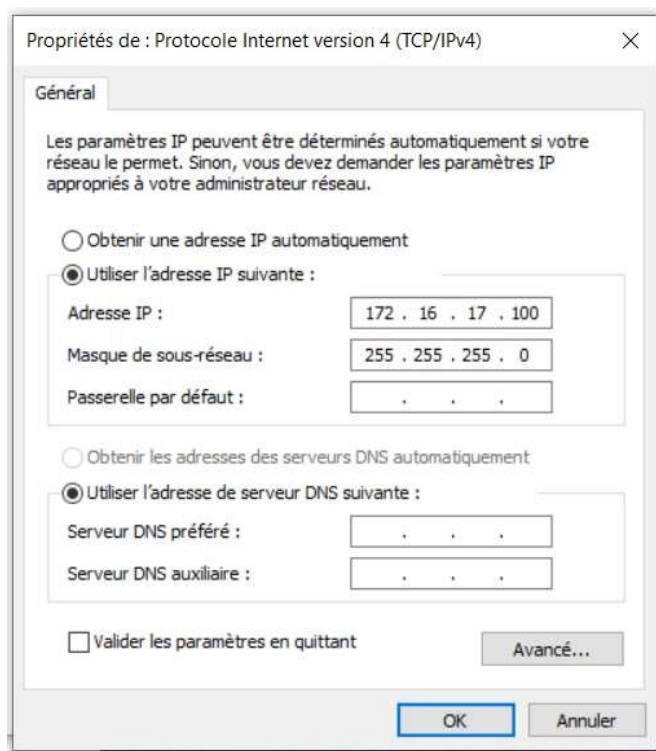 Propriétés de : Protocole Internet version 4 (TCP/IPv4)
Général
Les paramètres IP peuvent être déterminés automatiquement si votre
réseau le permet. Sinon, vous devez demander les paramètres IP
appropriés à votre administrateur réseau.
Obtenir une adresse IP automatiquement
Utiliser l'adresse IP suivante :
Adresse IP : 172 . 16 . 17 . 100
Masque de sous-réseau : 255 . 255 . 255 . 0
Passerelle par défaut : . . .
Obtenir les adresses des serveurs DNS automatiquement
Utiliser l'adresse de serveur DNS suivante :
Serveur DNS préféré : . . .
Serveur DNS auxiliaire : . . .
Valider les paramètres en quittant
Avancé...
OK Annuler